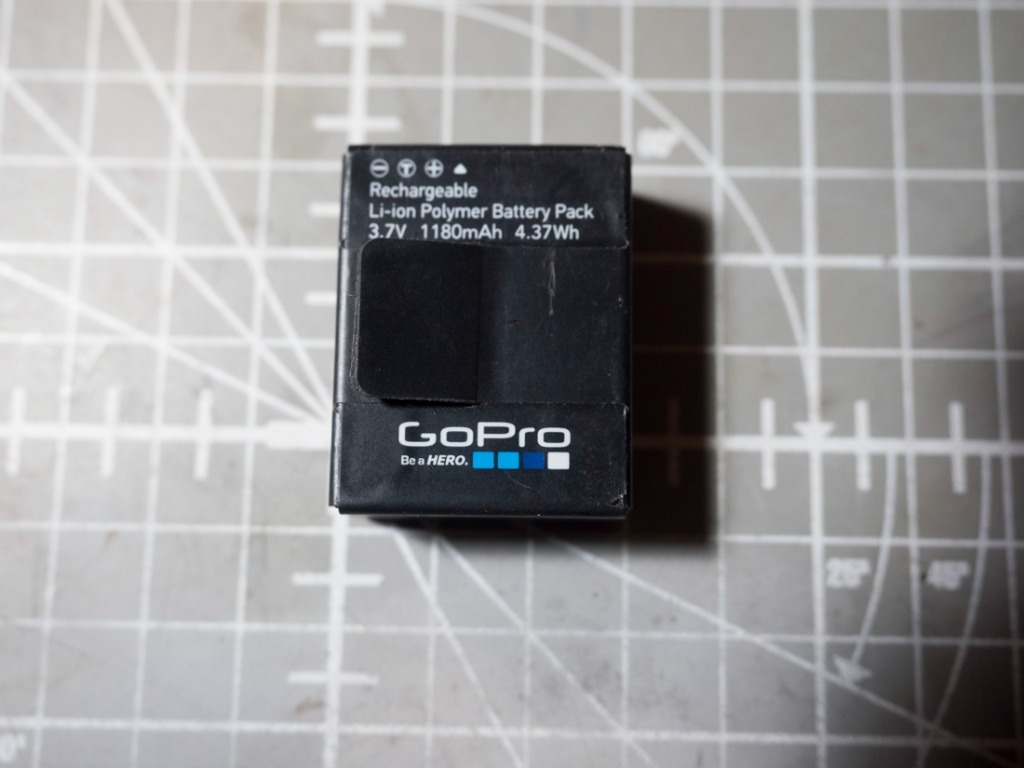 Rechargeable
Li-ion Polymer Battery Pack
3.7V 1180mAh 4.37Wh
GoPro
Be a HERO.